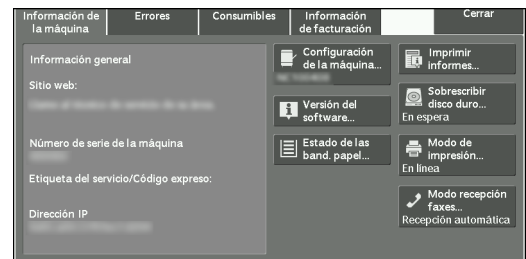 Información de
la máquina
Errores
Consumibles
Información
de facturación
Cerrar
Información general
Sitio web:
Número de serie
de la máquina
Etiqueta del servicio/Código expreso:
Dirección IP
Configuración
de la máquina...
Versión del
software...
Estado de las
band. papel...
Imprimir
informes...
Sobrescribir
disco duro...
En espera
Modo de
impresión...
En línea
Modo recepción
faxes...
Recepción automática